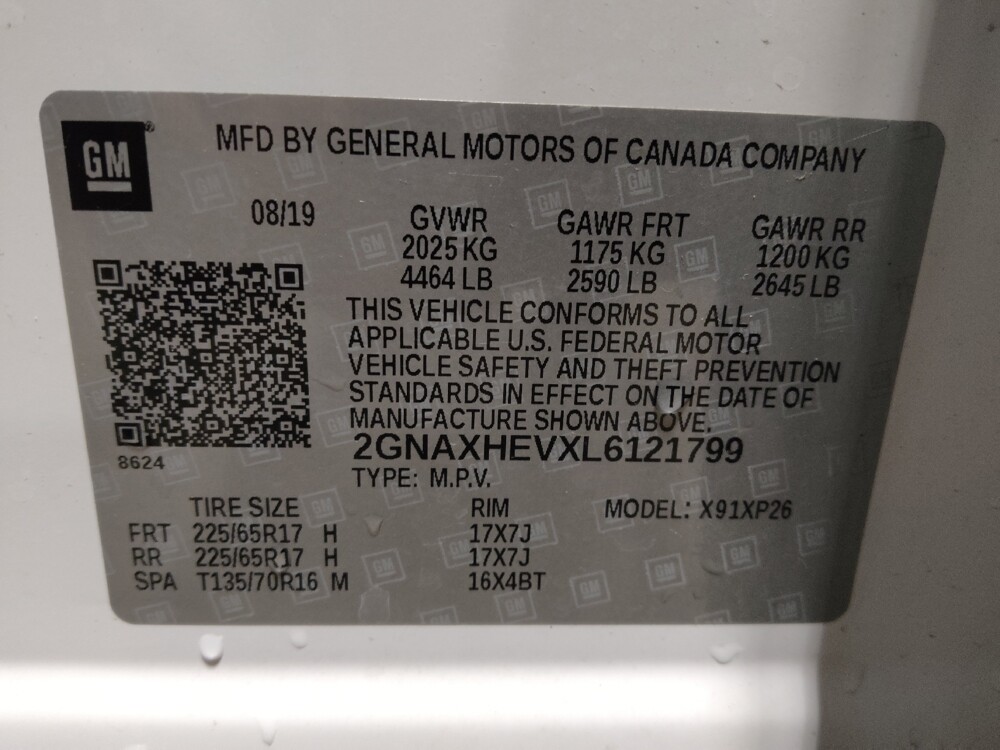 GM
MFD BY GENERAL MOTORS OF CANADA COMPANY
08/19
GVWR GAWR FRT GAWR RR
2025 KG 1175 KG 1200 KG
4464 LB 2590 LB 2645 LB
THIS VEHICLE CONFORMS TO ALL
APPLICABLE U.S. FEDERAL MOTOR
VEHICLE SAFETY AND THEFT PREVENTION
STANDARDS IN EFFECT ON THE DATE OF
MANUFACTURE SHOWN ABOVE.
2GNAXHEVXL6121799
8624
TYPE: M.P.V.
TIRE SIZE RIM MODEL: X91XP26
FRT 225/65R17 H 17X7J
RR 225/65R17 H 17X7J
SPA T135/70R16 M 16X4BT